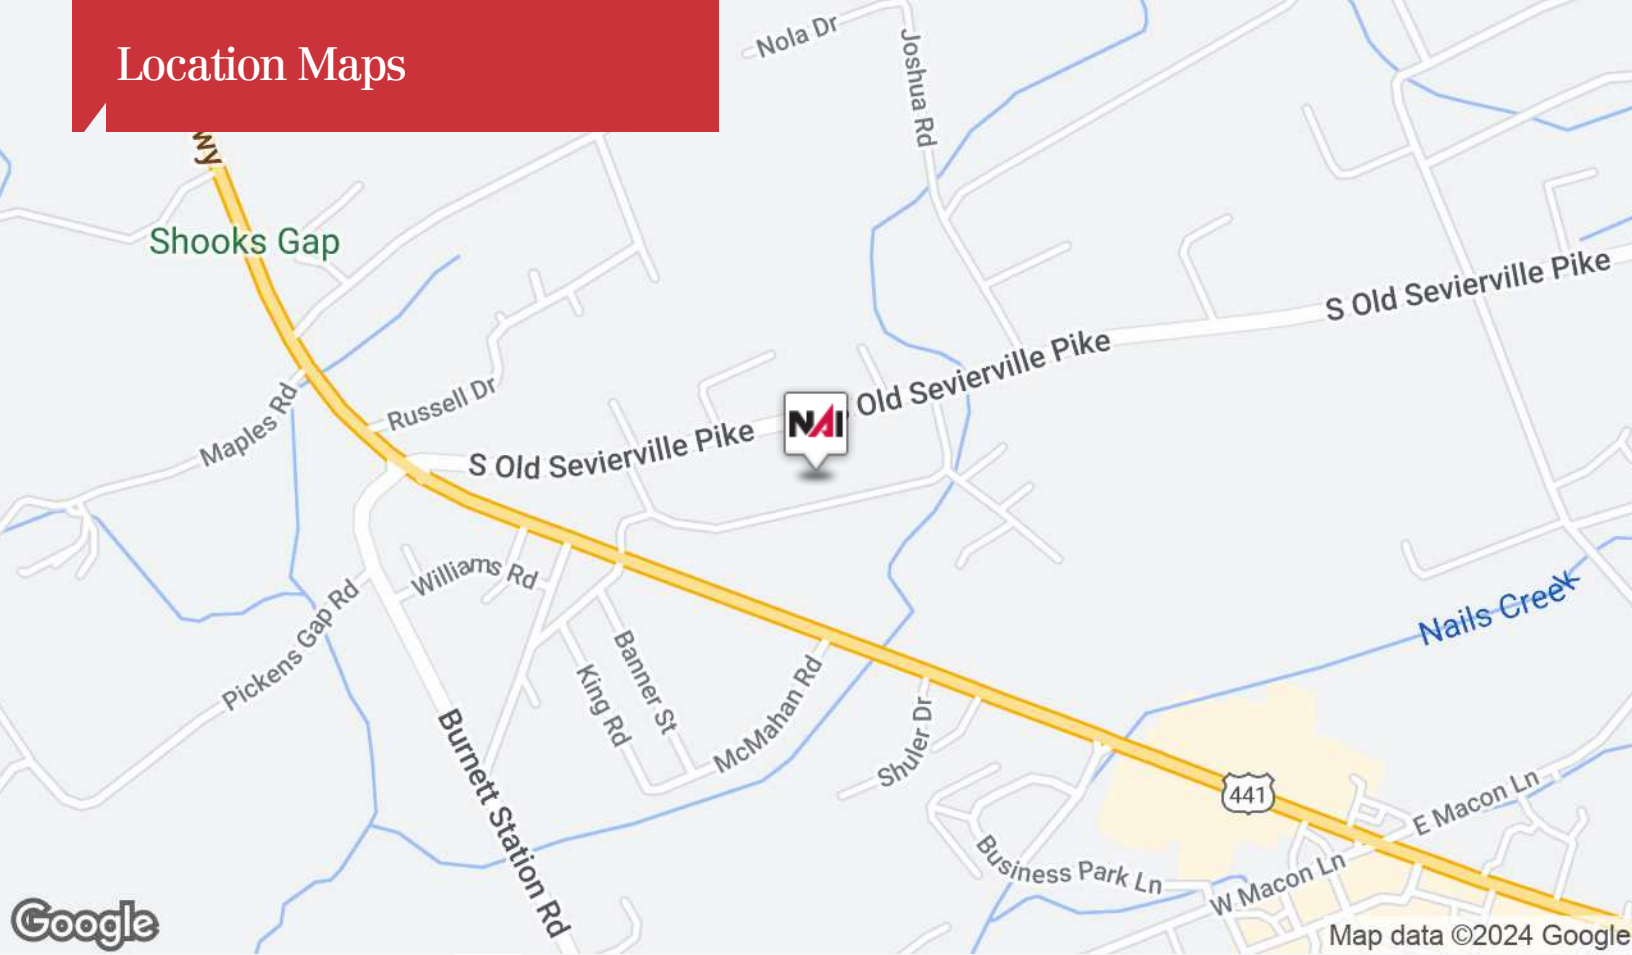 Location Maps
Nola Dr
Joshua Rd
wy
Shooks Gap
S Old Sevierville Pike
Old Sevierville Pike
Maples Rd
Russell Dr
S Old Sevierville Pike
NAI
Williams Rd
Pickens Gap Rd
Nails Creek
Banner St
King Rd
McMahan Rd
Shuler Dr
Burnett Station Rd
441
E Macon Ln
Business Park Ln
W Macon Ln
Google
Map data ©2024 Google